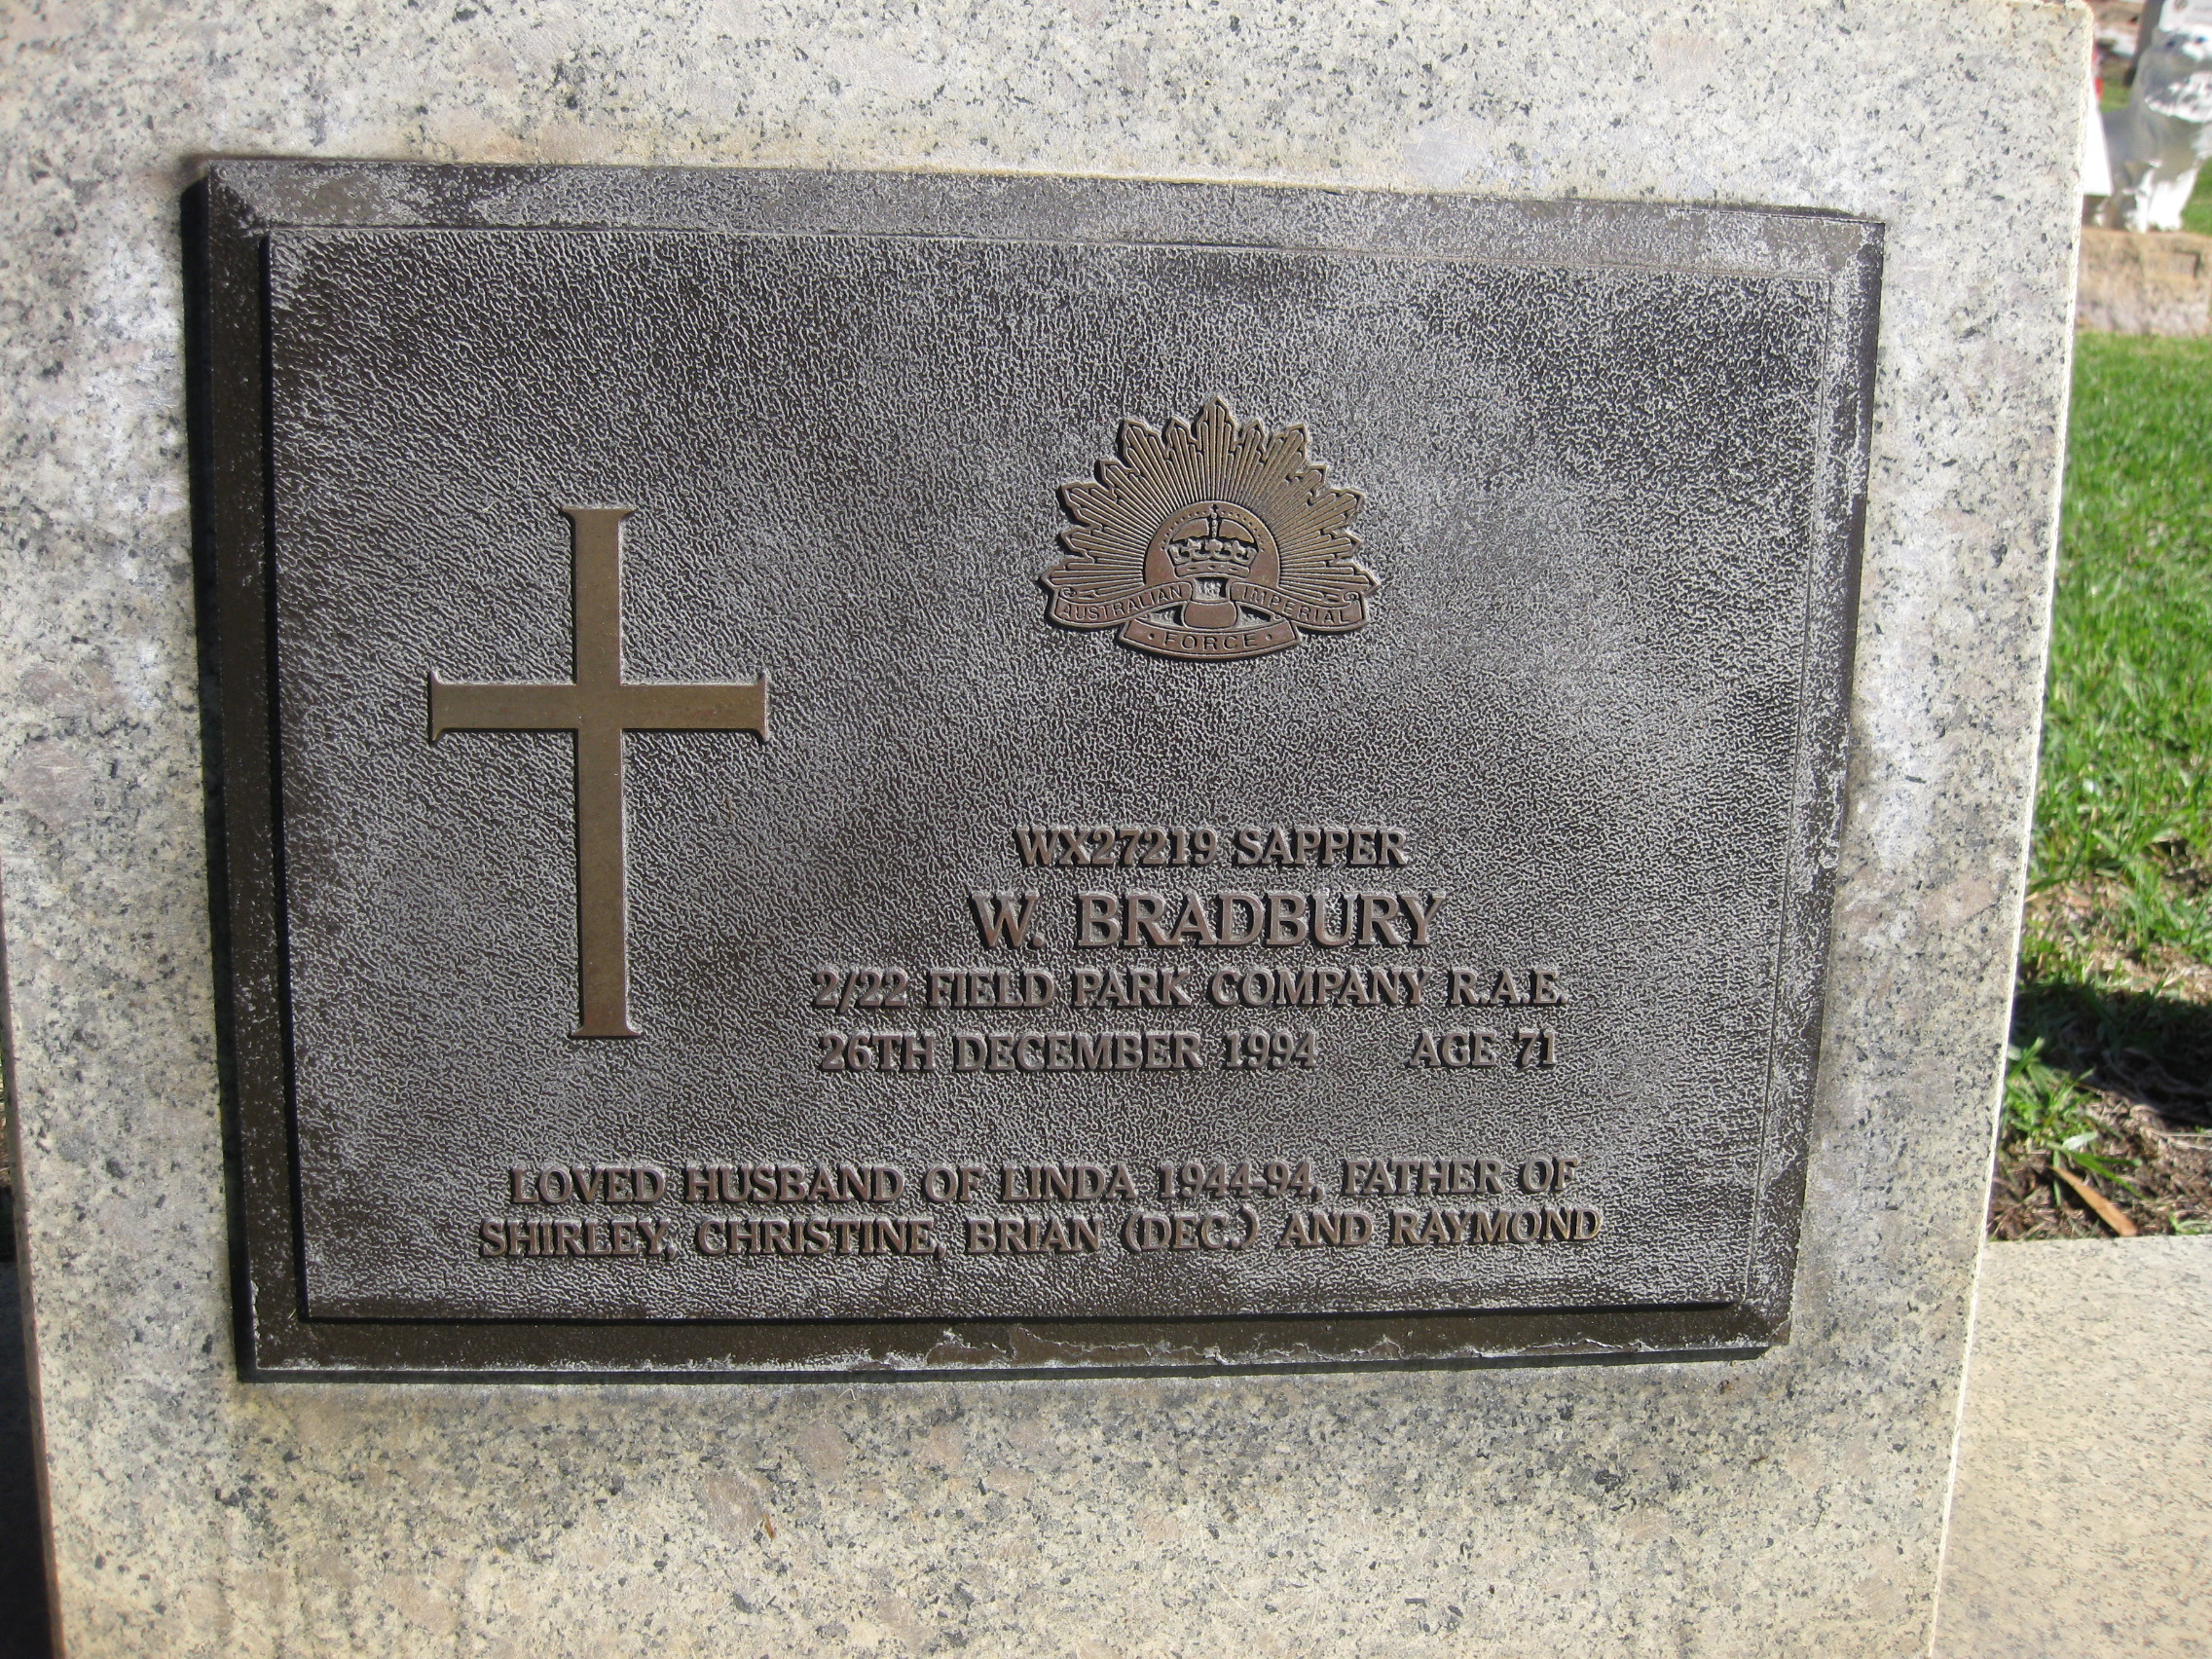 AUSTRALIAN IMPERIAL
FORCE
WX27219 SAPPER
W. BRADBURY
2/22 FIELD PARK COMPANY R.A.E.
26TH DECEMBER 1994 AGE 71
LOVED HUSBAND OF LINDA 1944-94, FATHER OF
SHIRLEY, CHRISTINE, BRIAN (DEC.) AND RAYMOND